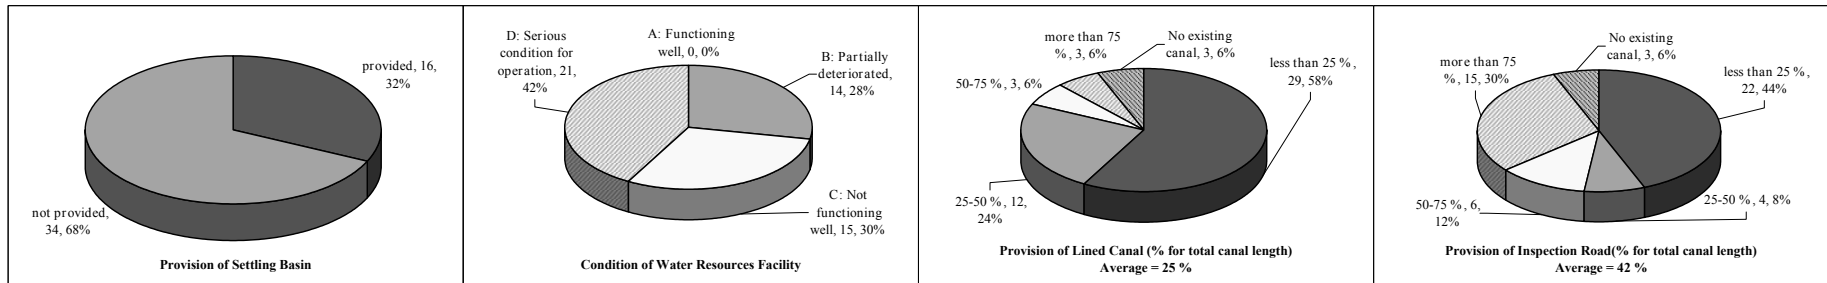 provided, 16,
32%
not provided,
34, 68%
Provision of Settling Basin
D: Serious
condition for
operation, 21,
42%
A: Functioning
well, 0, 0%
B: Partially
deteriorated,
14, 28%
C: Not
functioning
well, 15, 30%
Condition of Water Resources Facility
more than 75
%, 3, 6%
No existing
canal, 3, 6%
less than 25 %,
29, 58%
50-75 %, 3, 6%
25-50 %, 12,
24%
Provision of Lined Canal (% for total canal length)
Average = 25 %
No existing
canal, 3, 6%
more than 75
%, 15, 30%
less than 25 %,
22, 44%
50-75 %, 6,
12%
25-50 %, 4, 8%
Provision of Inspection Road(% for total canal length)
Average = 42 %